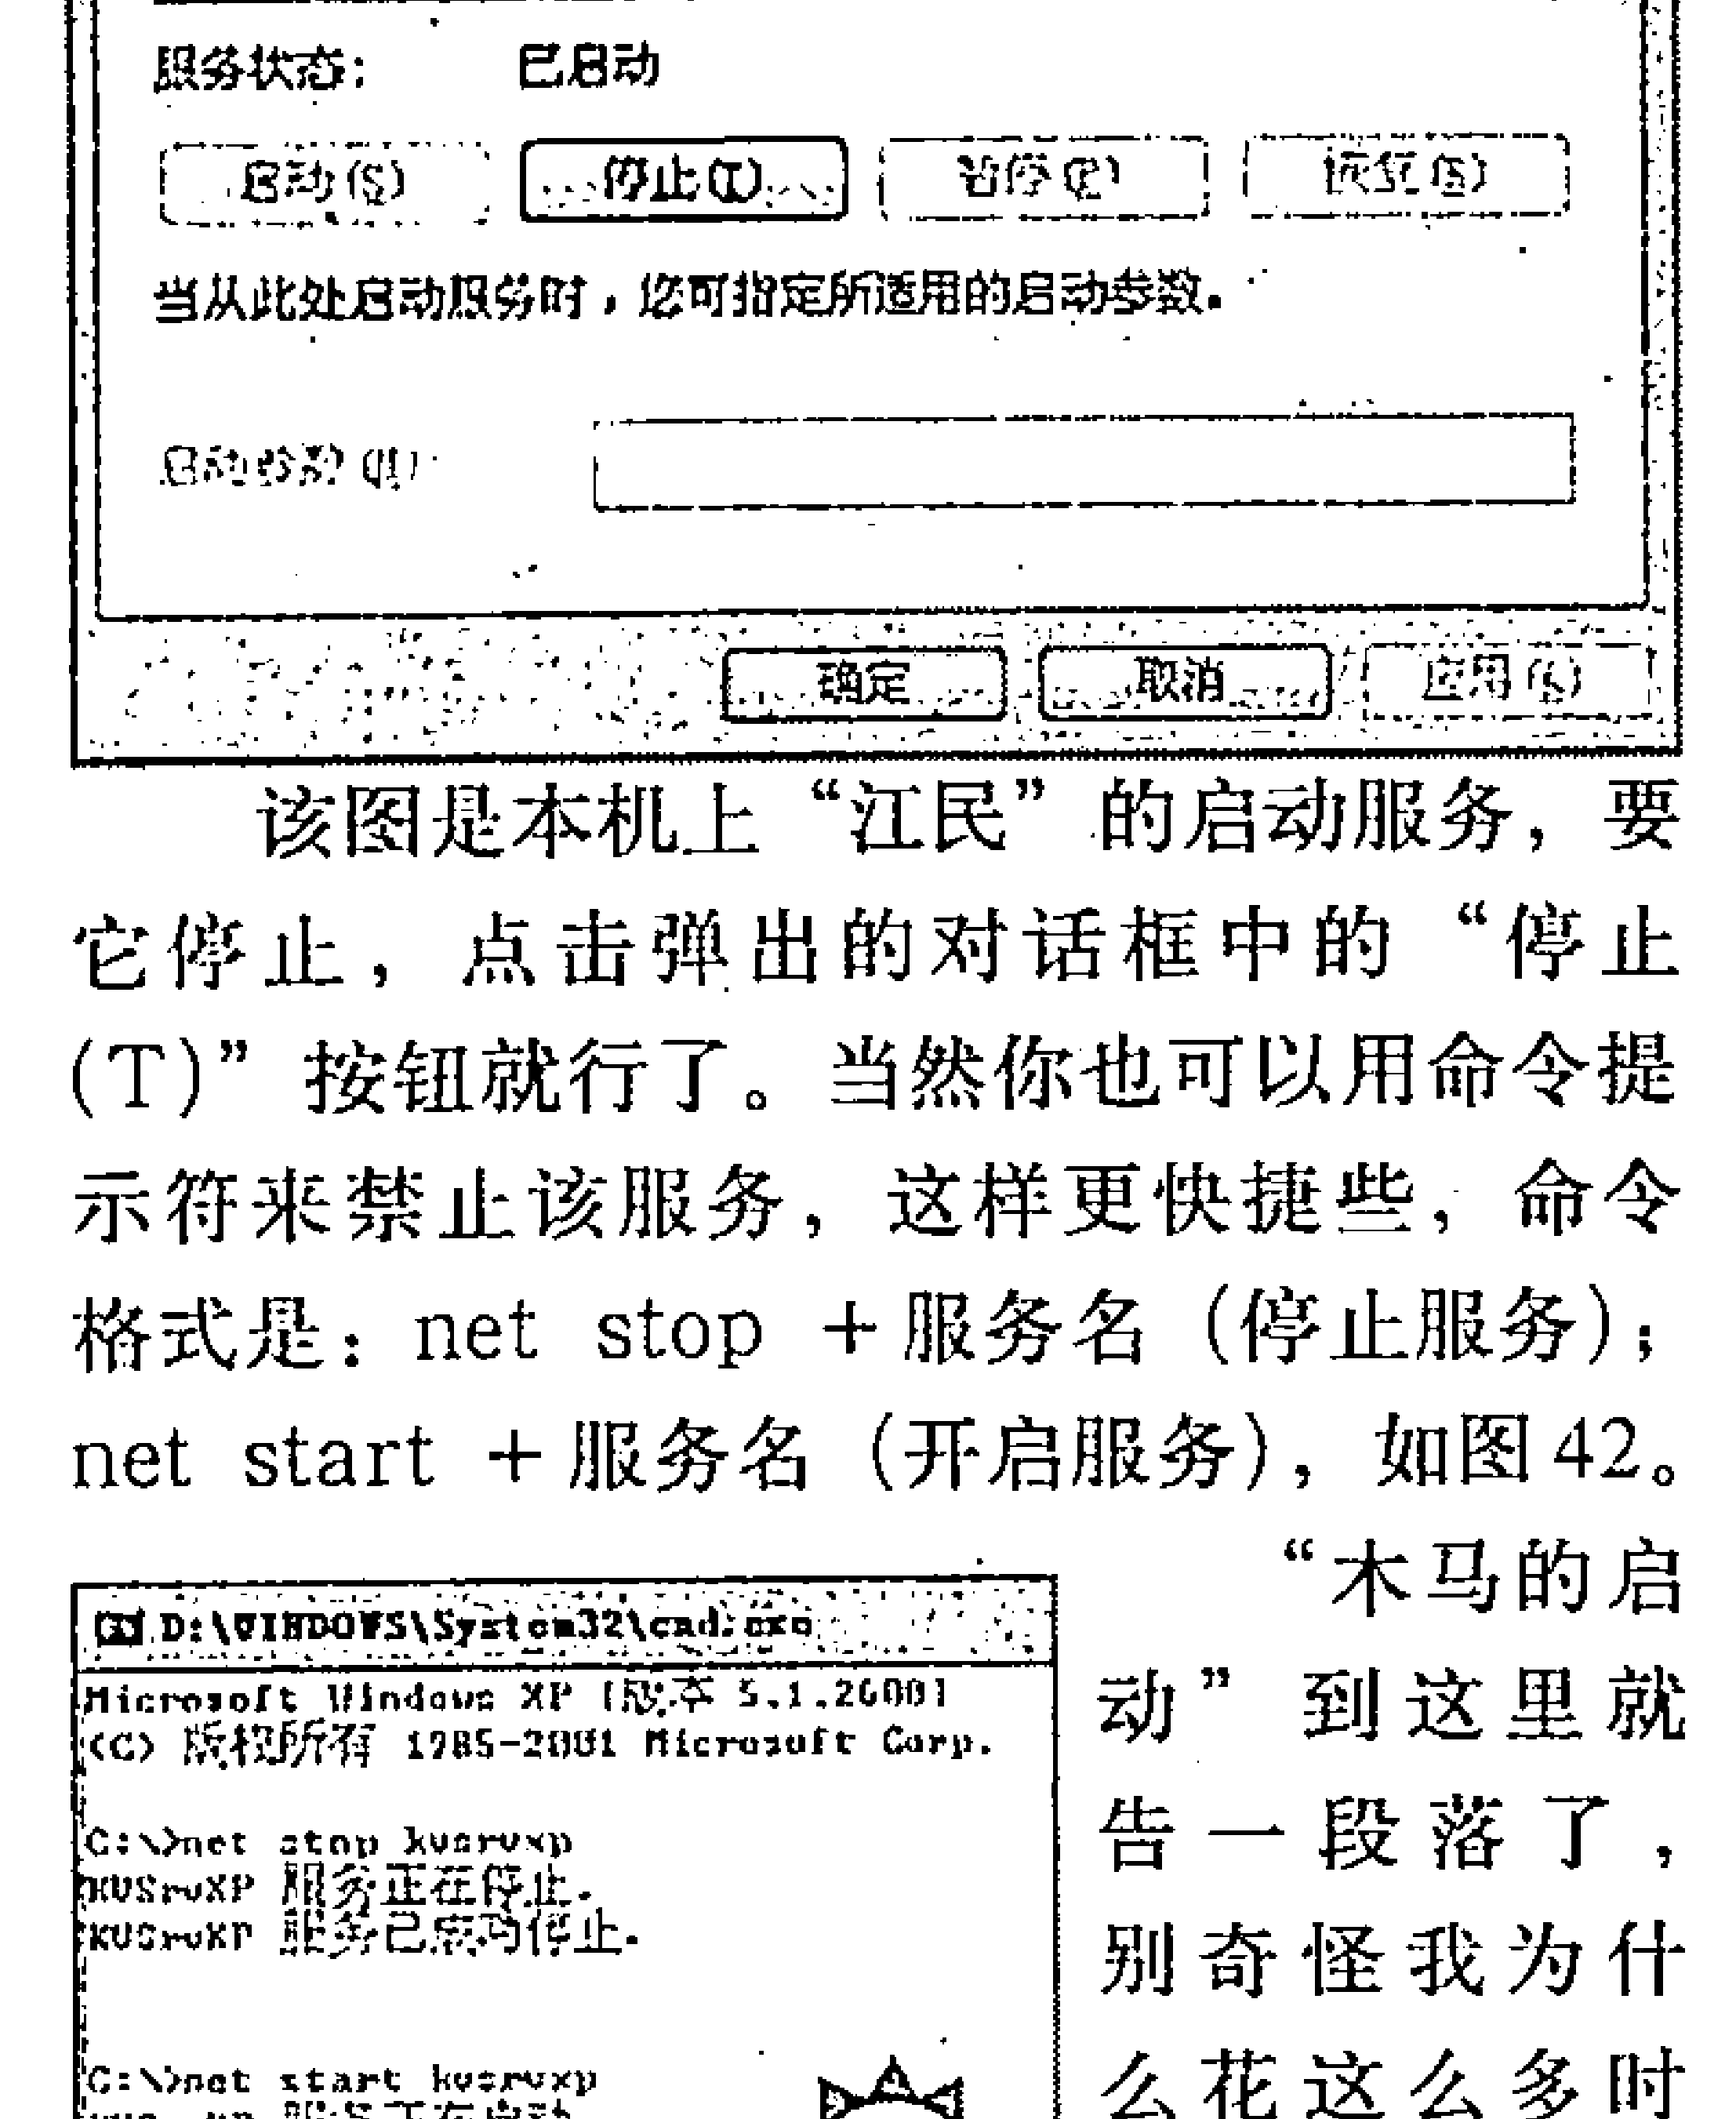 服务状态： 已启动
启动(S) 停止(T) 暂停(P) 恢复(R)
当从此处启动服务时，您可指定所适用的启动参数。
启动参数(M):
确定 取消 应用(A)
该图是本机上“江民”的启动服务，要
它停止，点击弹出的对话框中的“停止
(T)”按钮就行了。当然你也可以用命令提
示符来禁止该服务，这样更快捷些，命令
格式是：net stop ＋服务名（停止服务）；
net start ＋服务名（开启服务），如图42。
D:\WINDOWS\System32\cmd.exe
Microsoft Windows XP [版本 5.1.2600]
(C) 版权所有 1985-2001 Microsoft Corp.
C:\>net stop kvsrvxp
KVSrvXP 服务正在停止.
KVSrvXP 服务已成功停止.
C:\>net start kvsrvxp
“木马的启
动”到这里就
告一段落了，
别奇怪我为什
么花这么多时